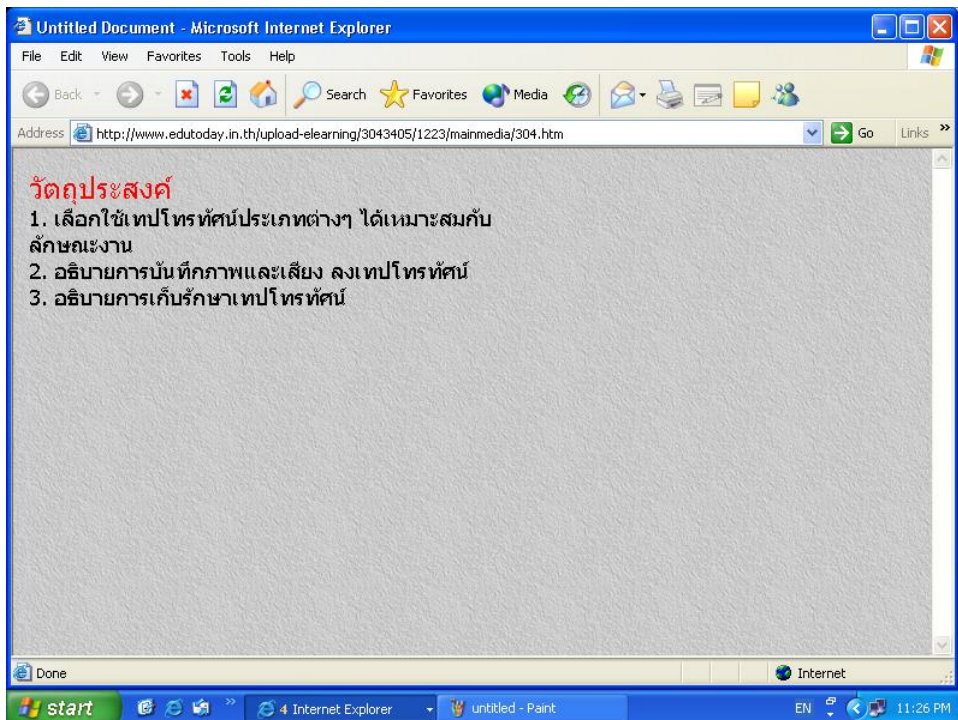 Untitled Document - Microsoft Internet Explorer
File Edit View Favorites Tools Help
Back Search Favorites Media
Address http://www.edutoday.in.th/upload-elearning/3043405/1223/mainmedia/304.htm Go Links »
วัตถุประสงค์
1. เลือกใช้เทปโทรทัศน์ประเภทต่างๆ ได้เหมาะสมกับ
ลักษณะงาน
2. อธิบายการบันทึกภาพและเสียง ลงเทปโทรทัศน์
3. อธิบายการเก็บรักษาเทปโทรทัศน์
Done Internet
start » 4 Internet Explorer untitled - Paint EN 11:26 PM